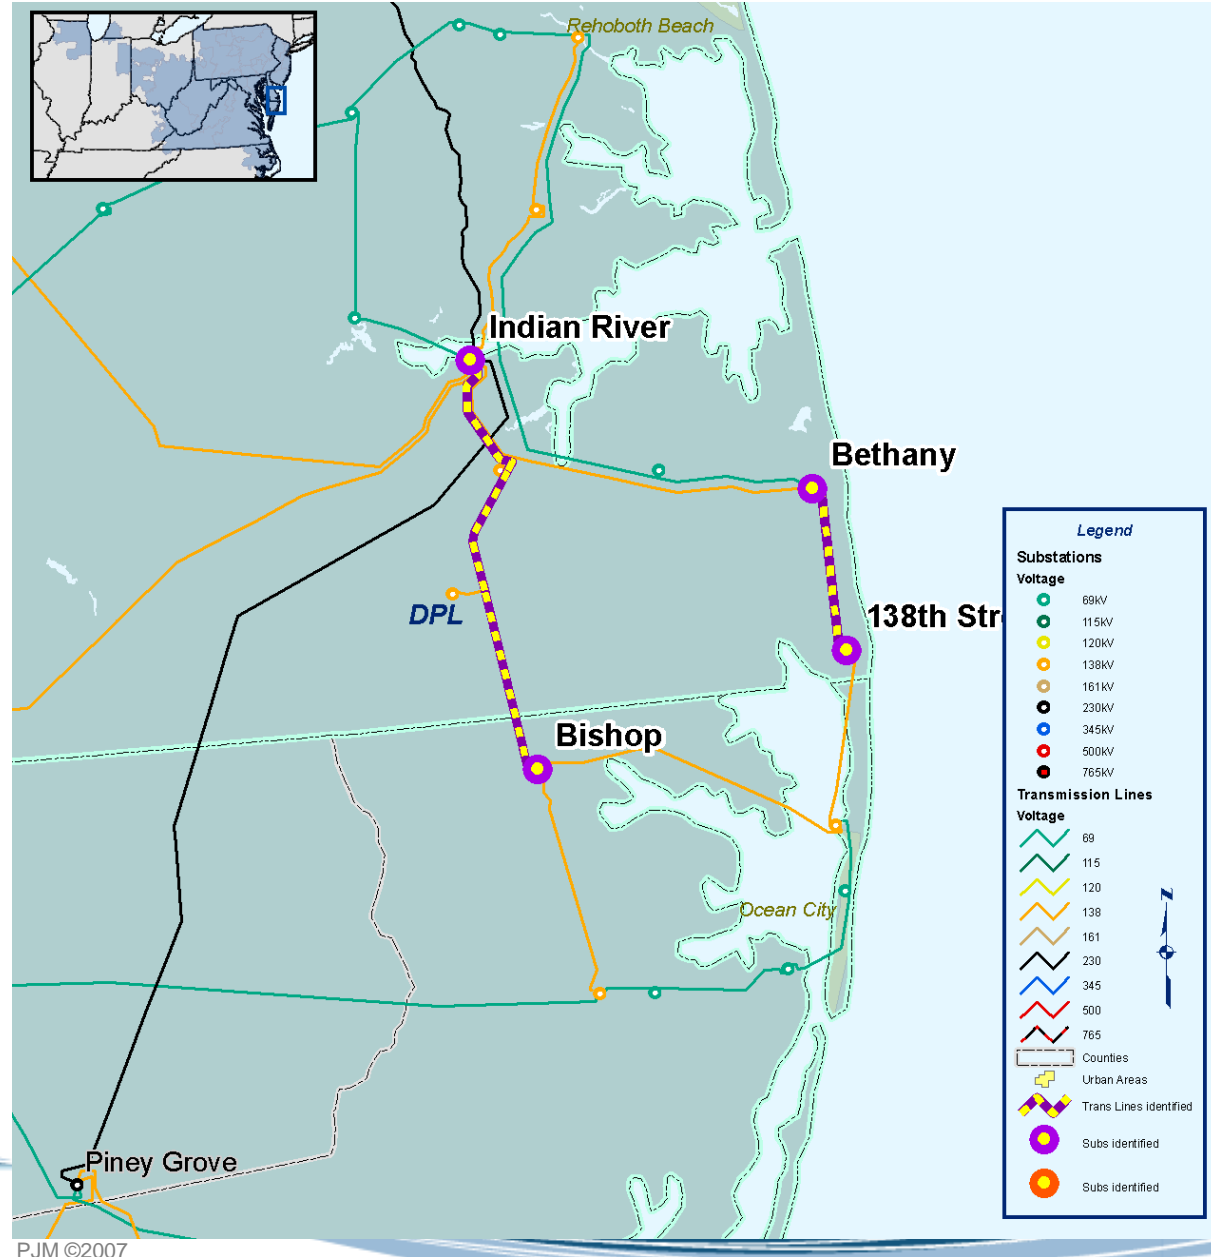 Rehoboth Beach
Indian River
Bethany
DPL
138th Str
Bishop
Ocean City
Piney Grove
Legend
Substations
Voltage
69kV
115kV
120kV
138kV
161kV
230kV
345kV
500kV
765kV
Transmission Lines
Voltage
69
115
120
138
161
230
345
500
765
Counties
Urban Areas
Trans Lines identified
Subs identified
Subs identified
N
PJM ©2007